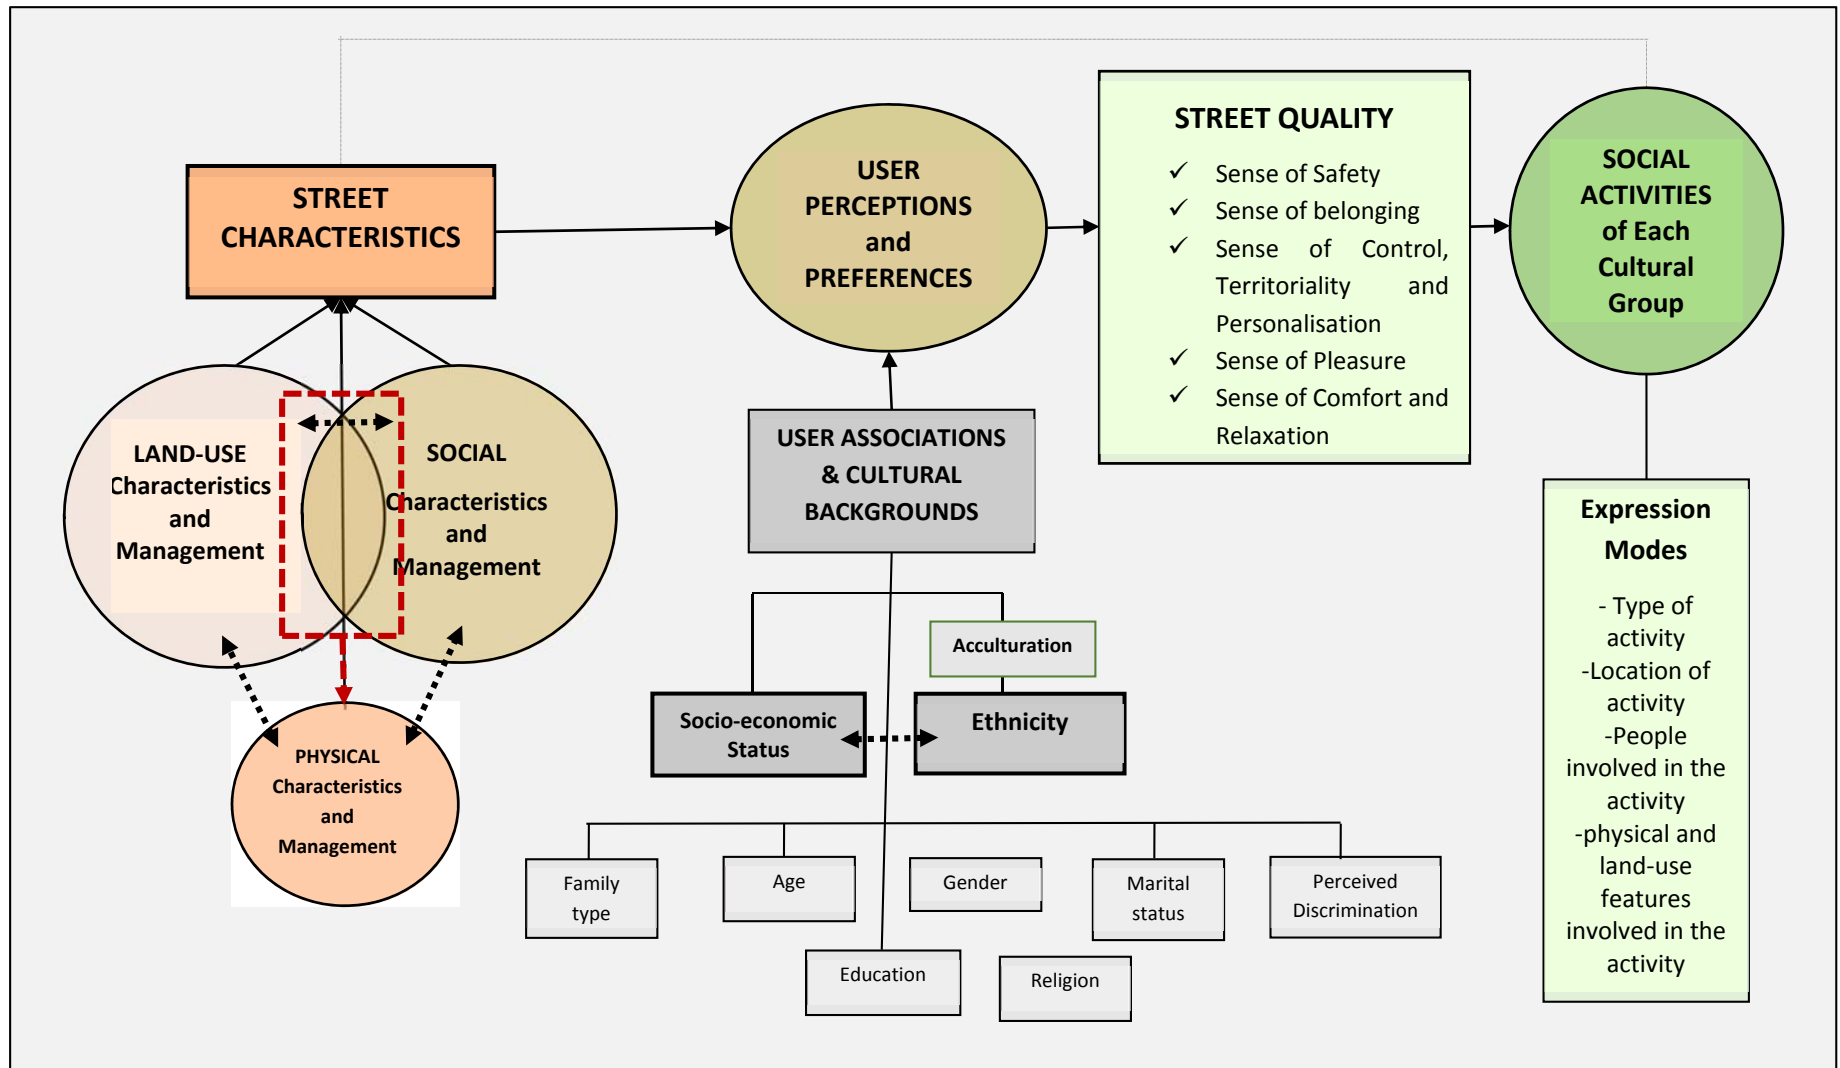 STREET
CHARACTERISTICS
USER
PERCEPTIONS
and
PREFERENCES
STREET QUALITY
✓ Sense of Safety
✓ Sense of belonging
✓ Sense of Control,
Territoriality and
Personalisation
✓ Sense of Pleasure
✓ Sense of Comfort and
Relaxation
SOCIAL
ACTIVITIES
of Each
Cultural
Group
LAND-USE
Characteristics
and
Management
SOCIAL
Characteristics
and
Management
PHYSICAL
Characteristics
and
Management
USER ASSOCIATIONS
& CULTURAL
BACKGROUNDS
Acculturation
Socio-economic
Status
Ethnicity
Family
type
Age
Gender
Marital
status
Perceived
Discrimination
Education
Religion
Expression
Modes
- Type of
activity
-Location of
activity
-People
involved in the
activity
-physical and
land-use
features
involved in the
activity